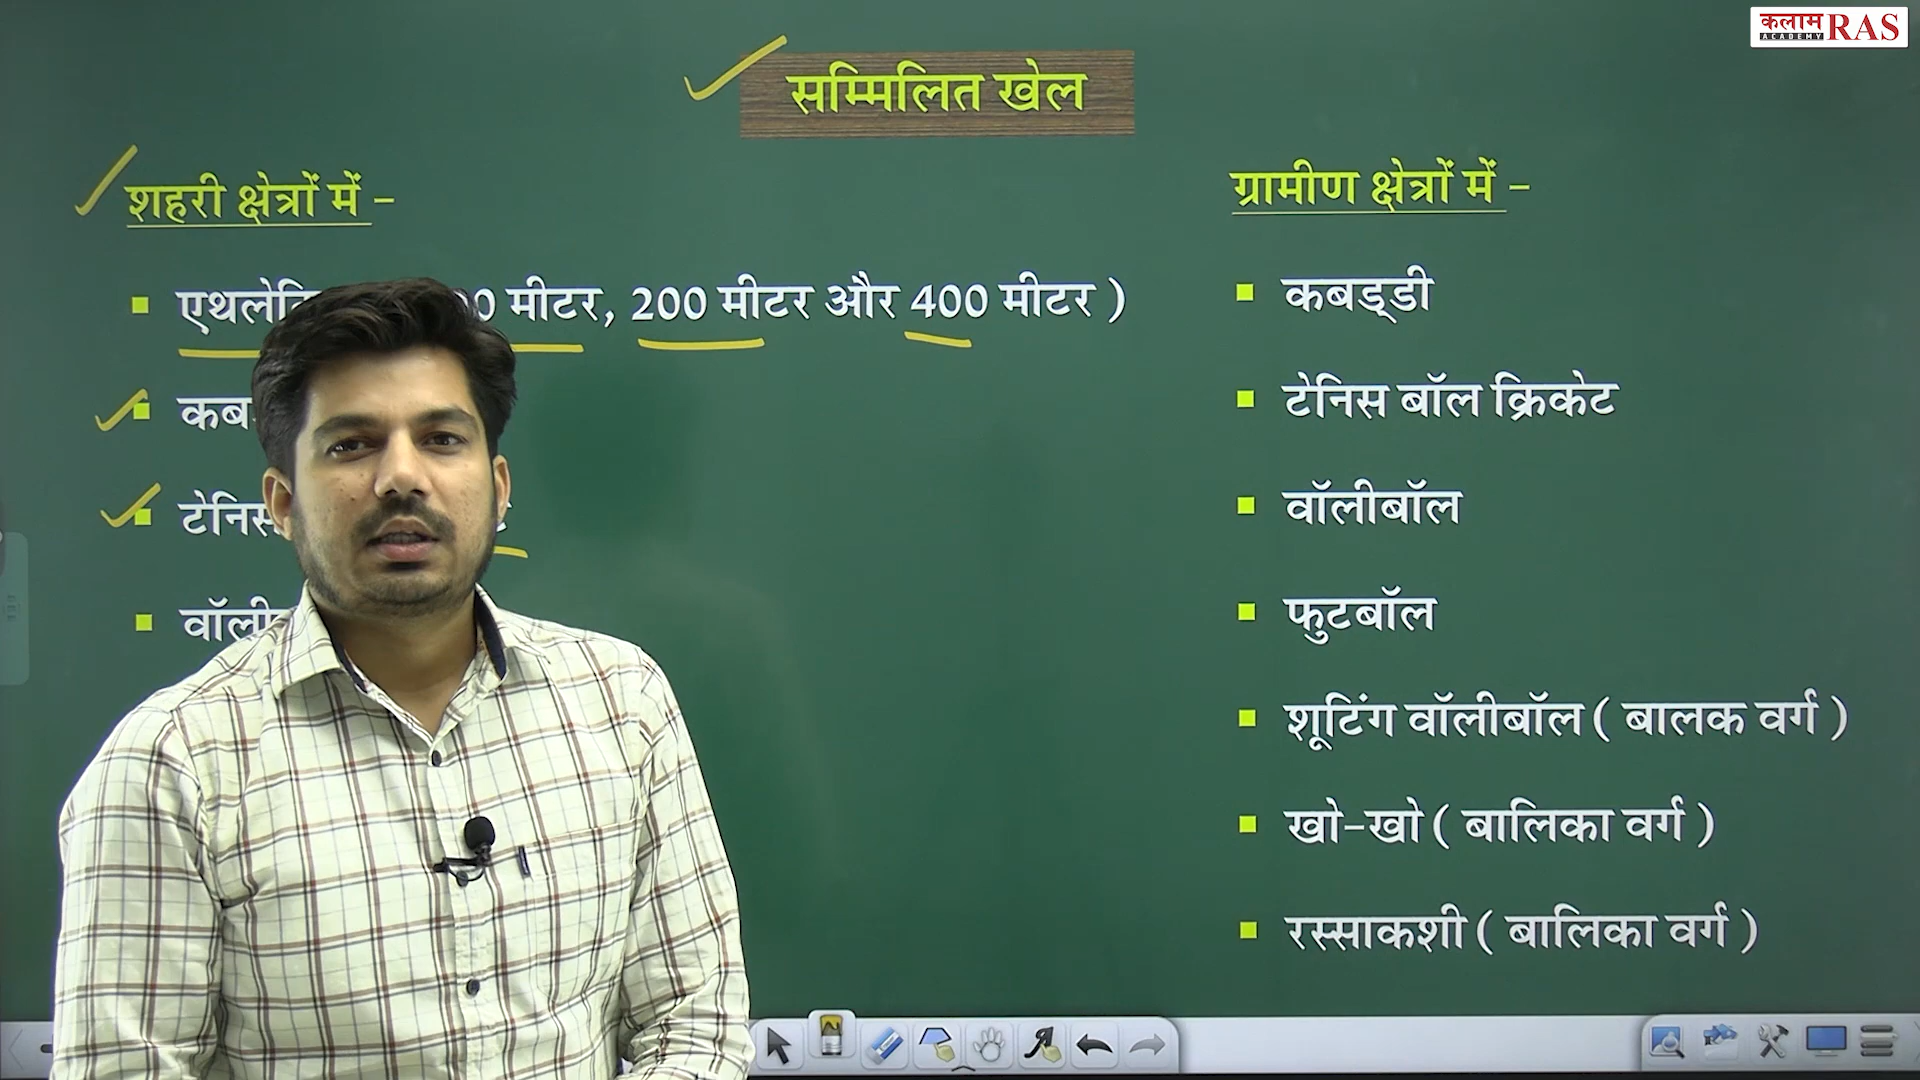 कलाम RAS
ACADEMY
सम्मिलित खेल
शहरी क्षेत्रों में -
मीटर, 200 मीटर और 400 मीटर )
ग्रामीण क्षेत्रों में -
कबड्डी
टेनिस बॉल क्रिकेट
वॉलीबॉल
फुटबॉल
शूटिंग वॉलीबॉल ( बालक वर्ग )
खो-खो ( बालिका वर्ग )
रस्साकशी ( बालिका वर्ग )